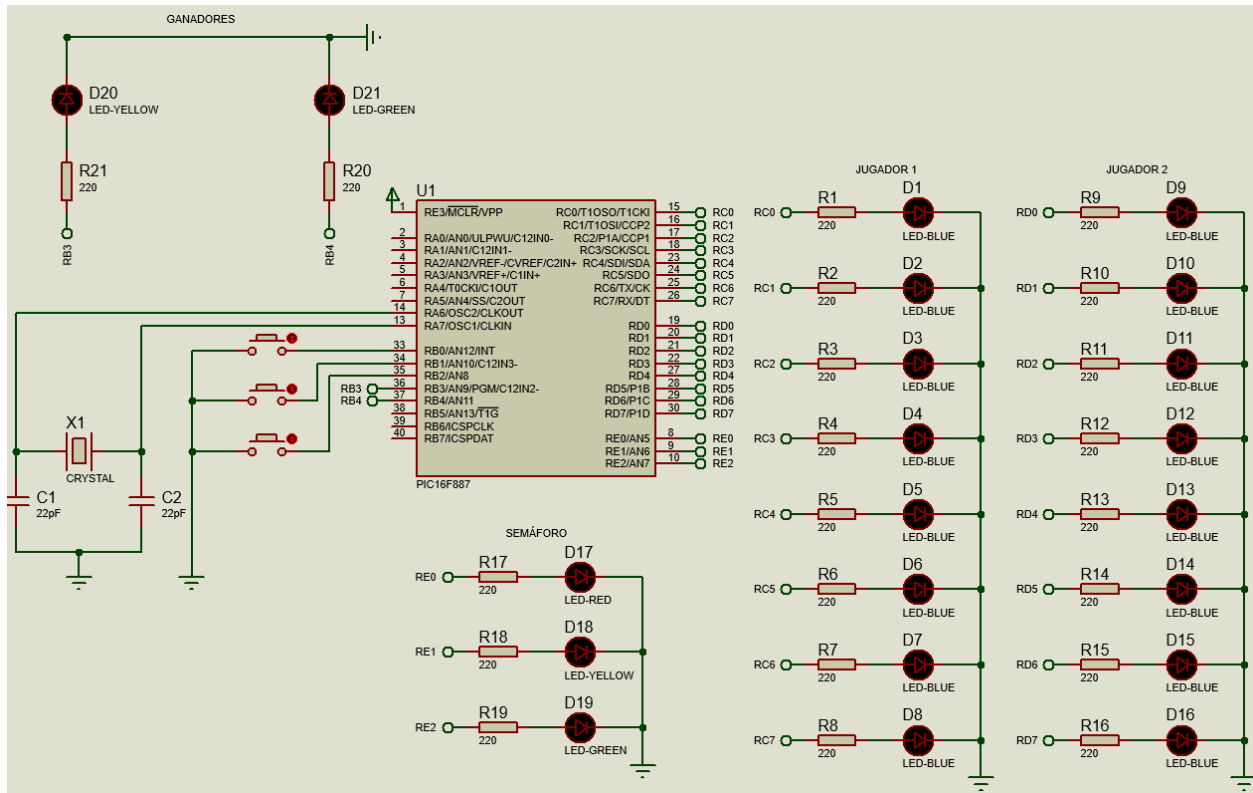 GANADORES
D20
LED-YELLOW
D21
LED-GREEN
R21
220
R20
220
RB3
RB4
U1
1
RE3/MCLR/VPP
2
RA0/AN0/ULPWU/C12IN0-
3
RA1/AN1/C12IN1-
4
RA2/AN2/VREF-/CVREF/C2IN+
5
RA3/AN3/VREF+/C1IN+
6
RA4/T0CKI/C1OUT
7
RA5/AN4/SS/C2OUT
14
RA6/OSC2/CLKOUT
13
RA7/OSC1/CLKIN
33
RB0/AN12/INT
34
RB1/AN10/C12IN3-
35
RB2/AN8
RB3
36
RB3/AN9/PGM/C12IN2-
RB4
37
RB4/AN11
38
RB5/AN13/T1G
39
RB6/ICSPCLK
40
RB7/ICSPDAT
RC0/T1OSO/T1CKI
15
RC0
RC1/T1OSI/CCP2
16
RC1
RC2/P1A/CCP1
17
RC2
RC3/SCK/SCL
18
RC3
RC4/SDI/SDA
23
RC4
RC5/SDO
24
RC5
RC6/TX/CK
25
RC6
RC7/RX/DT
26
RC7
RD0
19
RD0
RD1
20
RD1
RD2
21
RD2
RD3
22
RD3
RD4
27
RD4
RD5/P1B
28
RD5
RD6/P1C
29
RD6
RD7/P1D
30
RD7
RE0/AN5
8
RE0
RE1/AN6
9
RE1
RE2/AN7
10
RE2
PIC16F887
X1
CRYSTAL
C1
22pF
C2
22pF
SEMÁFORO
RE0
R17
220
D17
LED-RED
RE1
R18
220
D18
LED-YELLOW
RE2
R19
220
D19
LED-GREEN
JUGADOR 1
RC0
R1
220
D1
LED-BLUE
RC1
R2
220
D2
LED-BLUE
RC2
R3
220
D3
LED-BLUE
RC3
R4
220
D4
LED-BLUE
RC4
R5
220
D5
LED-BLUE
RC5
R6
220
D6
LED-BLUE
RC6
R7
220
D7
LED-BLUE
RC7
R8
220
D8
LED-BLUE
JUGADOR 2
RD0
R9
220
D9
LED-BLUE
RD1
R10
220
D10
LED-BLUE
RD2
R11
220
D11
LED-BLUE
RD3
R12
220
D12
LED-BLUE
RD4
R13
220
D13
LED-BLUE
RD5
R14
220
D14
LED-BLUE
RD6
R15
220
D15
LED-BLUE
RD7
R16
220
D16
LED-BLUE